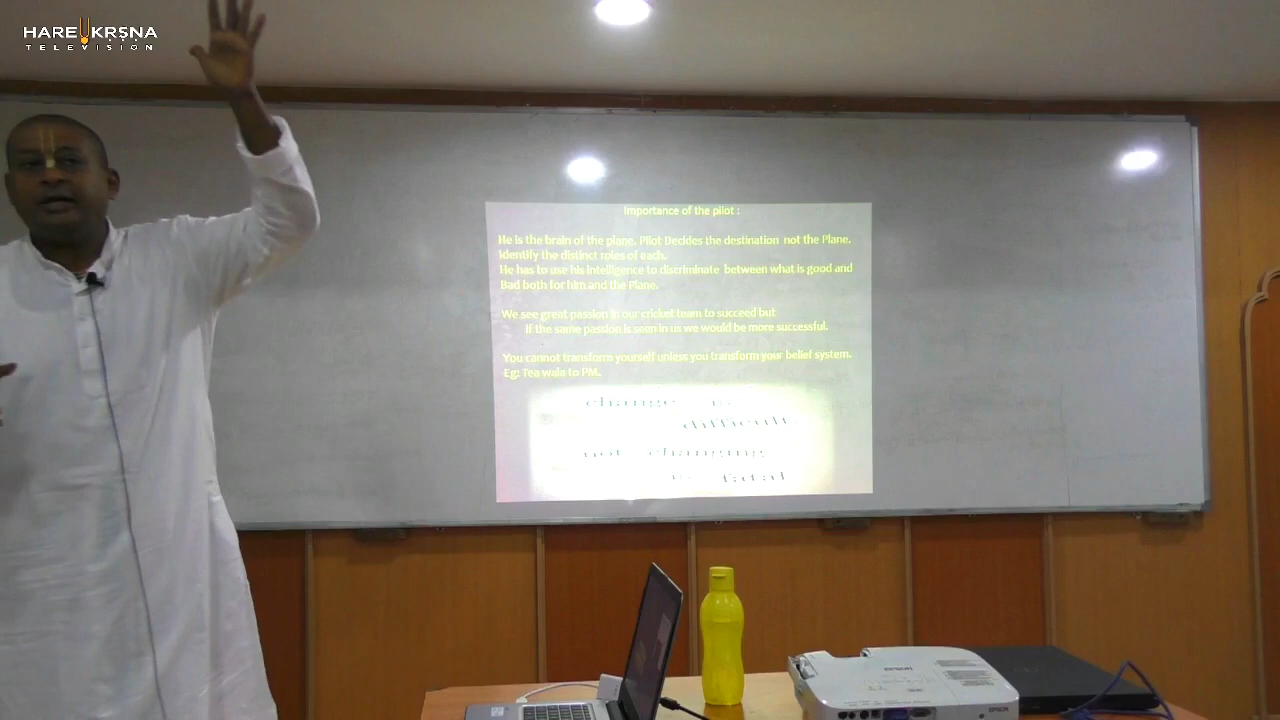 HARE KRSNA
TELEVISION
Importance of the pilot :
He is the brain of the plane. Pilot Decides the destination not the Plane.
Identify the distinct roles of each.
He has to use his intelligence to discriminate between what is good and
Bad both for him and the Plane.
We see great passion in our cricket team to succeed but
if the same passion is seen in us we would be more successful.
You cannot transform yourself unless you transform your belief system.
Eg: Tea wala to PM.
change is
difficult
not changing
is fatal
EPSON